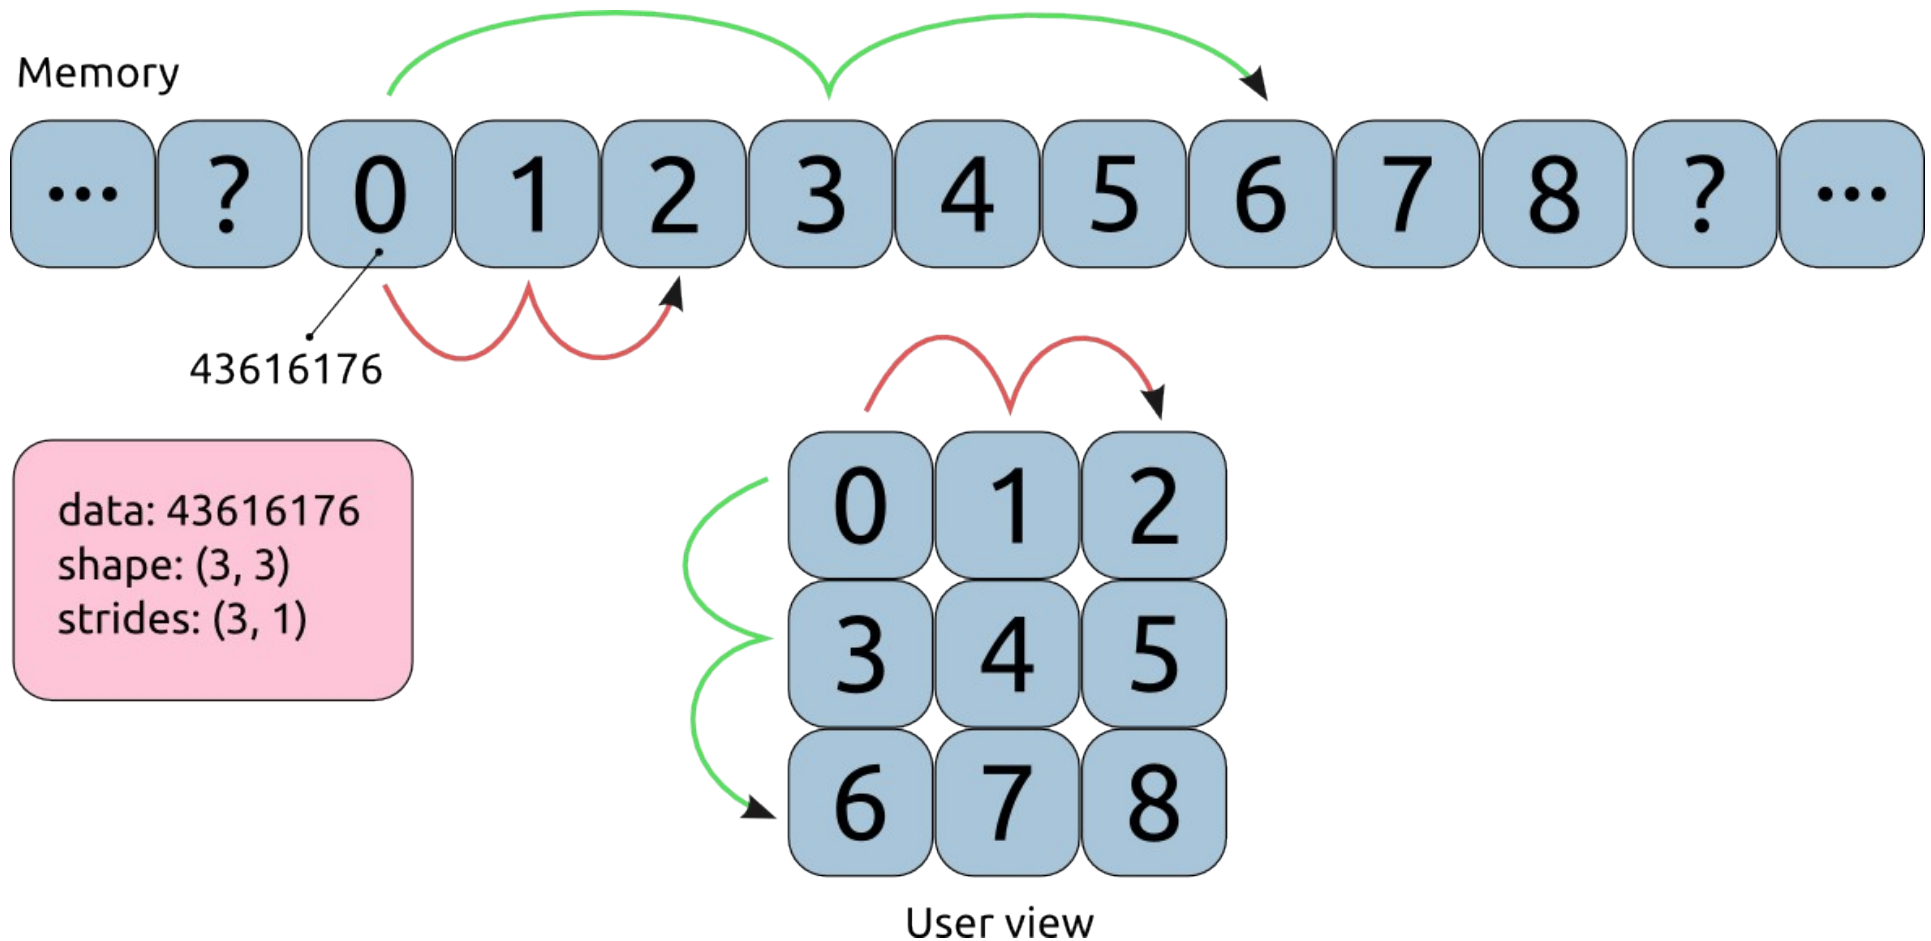 Memory
... ? 0 1 2 3 4 5 6 7 8 ? ...
43616176
data: 43616176
shape: (3, 3)
strides: (3, 1)
0 1 2
3 4 5
6 7 8
User view